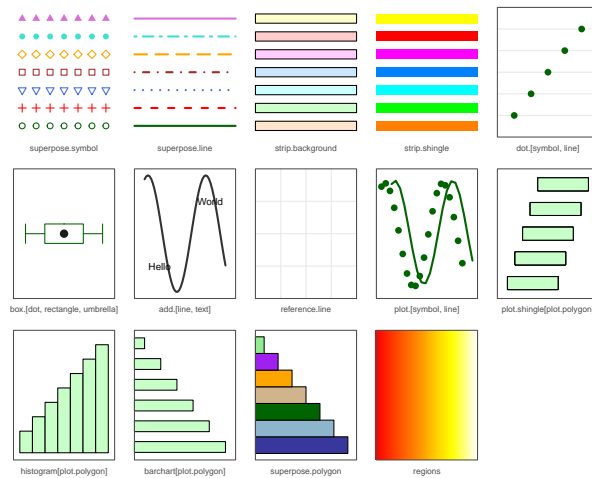 superpose.symbol
superpose.line
strip.background
strip.shingle
dot.[symbol, line]
World
Hello
box.[dot, rectangle, umbrella]
add.[line, text]
reference.line
plot.[symbol, line]
plot.shingle[plot.polygon]
histogram[plot.polygon]
barchart[plot.polygon]
superpose.polygon
regions